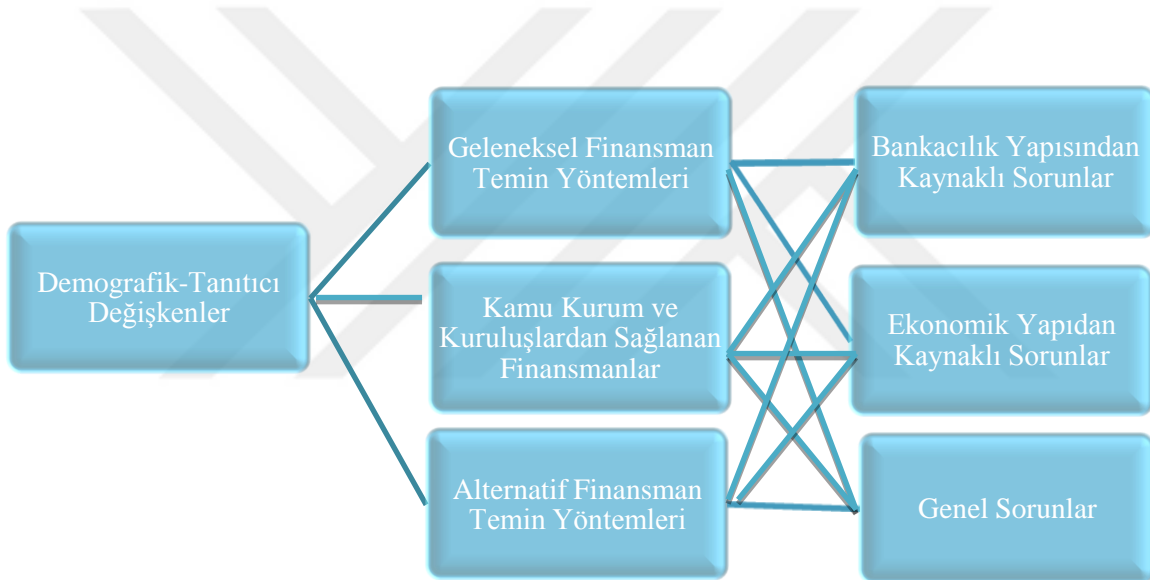 Demografik-Tanıtıcı
Değişkenler
Geleneksel Finansman
Temin Yöntemleri
Kamu Kurum ve
Kuruluşlardan Sağlanan
Finansmanlar
Alternatif Finansman
Temin Yöntemleri
Bankacılık Yapısından
Kaynaklı Sorunlar
Ekonomik Yapıdan
Kaynaklı Sorunlar
Genel Sorunlar